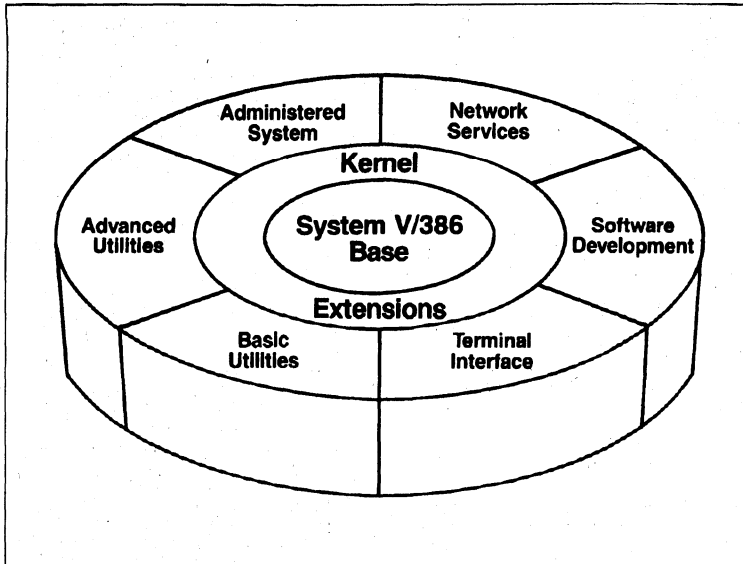 Administered
System
Network
Services
Kernel
Advanced
Utilities
System V/386
Base
Software
Development
Extensions
Basic
Utilities
Terminal
Interface